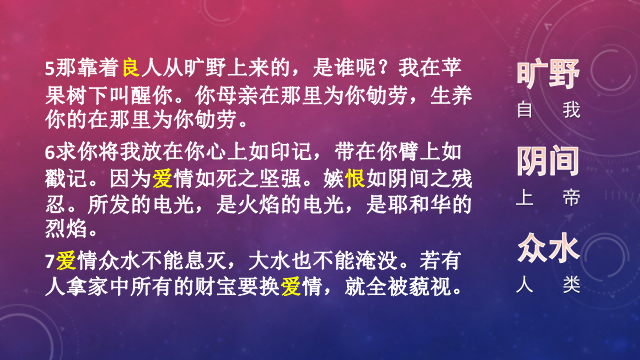 5那靠着良人从旷野上来的，是谁呢？我在苹
果树下叫醒你。你母亲在那里为你劬劳，生养
你的在那里为你劬劳。
6求你将我放在你心上如印记，带在你臂上如
戳记。因为爱情如死之坚强。嫉恨如阴间之残
忍。所发的电光，是火焰的电光，是耶和华的
烈焰。
7爱情众水不能息灭，大水也不能淹没。若有
人拿家中所有的财宝要换爱情，就全被藐视。
旷野
自 我
阴间
上 帝
众水
人 类